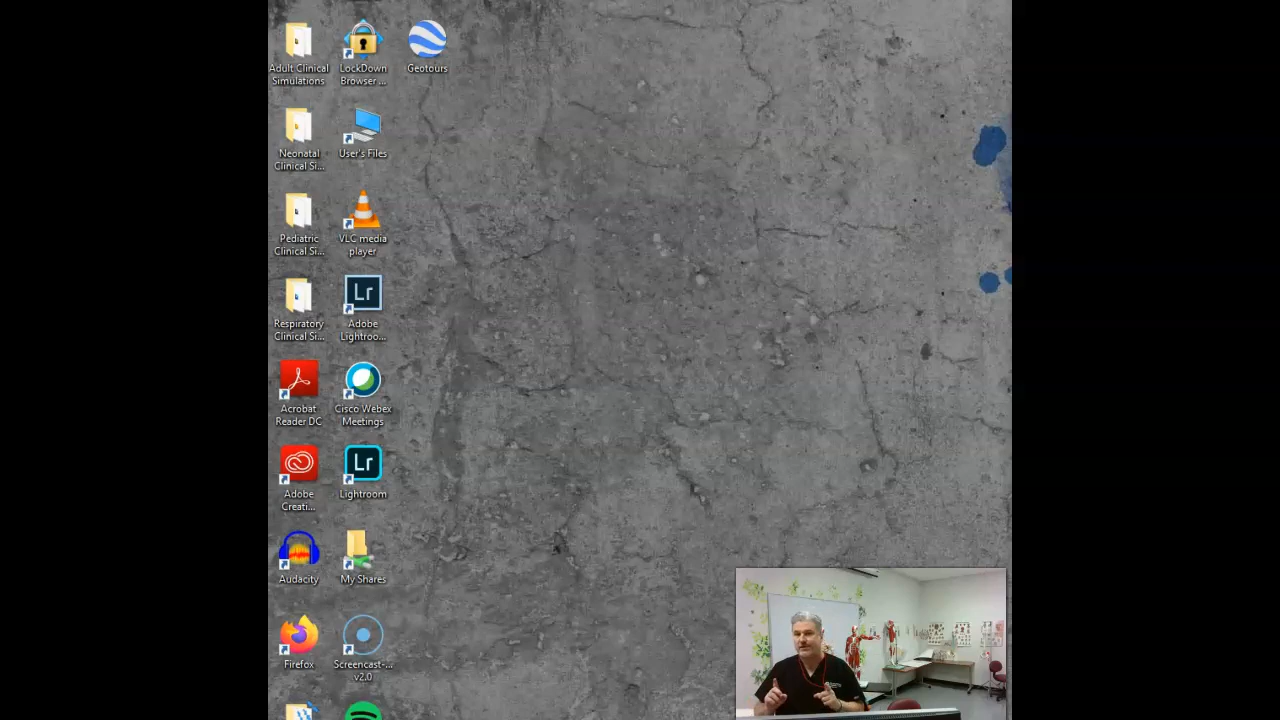 Adult Clinical
Simulations
LockDown
Browser ...
Geotours
Neonatal
Clinical Si...
User's Files
Pediatric
Clinical Si...
VLC media
player
Respiratory
Clinical Si...
Lr
Adobe
Lightroo...
Acrobat
Reader DC
Cisco Webex
Meetings
Adobe
Creati...
Lr
Lightroom
Audacity
My Shares
Firefox
Screencast-...
v2.0